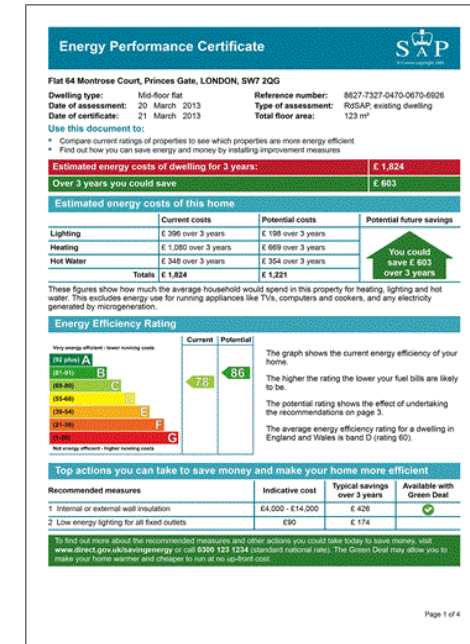 Energy Performance Certificate
SAP
© Crown copyright 2009
Flat 64 Montrose Court, Princes Gate, LONDON, SW7 2QG
Dwelling type: Mid-floor flat Reference number: 8627-7327-0470-0670-6926
Date of assessment: 20 March 2013 Type of assessment: RdSAP, existing dwelling
Date of certificate: 21 March 2013 Total floor area: 123 m²
Use this document to:
• Compare current ratings of properties to see which properties are more energy efficient
• Find out how you can save energy and money by installing improvement measures
Estimated energy costs of dwelling for 3 years: £ 1,824
Over 3 years you could save £ 603
Estimated energy costs of this home
Current costs Potential costs Potential future savings
Lighting £ 396 over 3 years £ 198 over 3 years
Heating £ 1,080 over 3 years £ 669 over 3 years
Hot Water £ 348 over 3 years £ 354 over 3 years
Totals £ 1,824 £ 1,221
You could
save £ 603
over 3 years
These figures show how much the average household would spend in this property for heating, lighting and hot
water. This excludes energy use for running appliances like TVs, computers and cookers, and any electricity
generated by microgeneration.
Energy Efficiency Rating
Current Potential
Very energy efficient - lower running costs
(92 plus) A
(81-91) B
(69-80) C
(55-68) D
(39-54) E
(21-38) F
(1-20) G
Not energy efficient - higher running costs
78
86
The graph shows the current energy efficiency of your
home.
The higher the rating the lower your fuel bills are likely
to be.
The potential rating shows the effect of undertaking
the recommendations on page 3.
The average energy efficiency rating for a dwelling in
England and Wales is band D (rating 60).
Top actions you can take to save money and make your home more efficient
Recommended measures Indicative cost Typical savings over 3 years Available with Green Deal
1 Internal or external wall insulation £4,000 - £14,000 £ 426
2 Low energy lighting for all fixed outlets £90 £ 174
To find out more about the recommended measures and other actions you could take today to save money, visit
www.direct.gov.uk/savingenergy or call 0300 123 1234 (standard national rate). The Green Deal may allow you to
make your home warmer and cheaper to run at no up-front cost.
Page 1 of 4